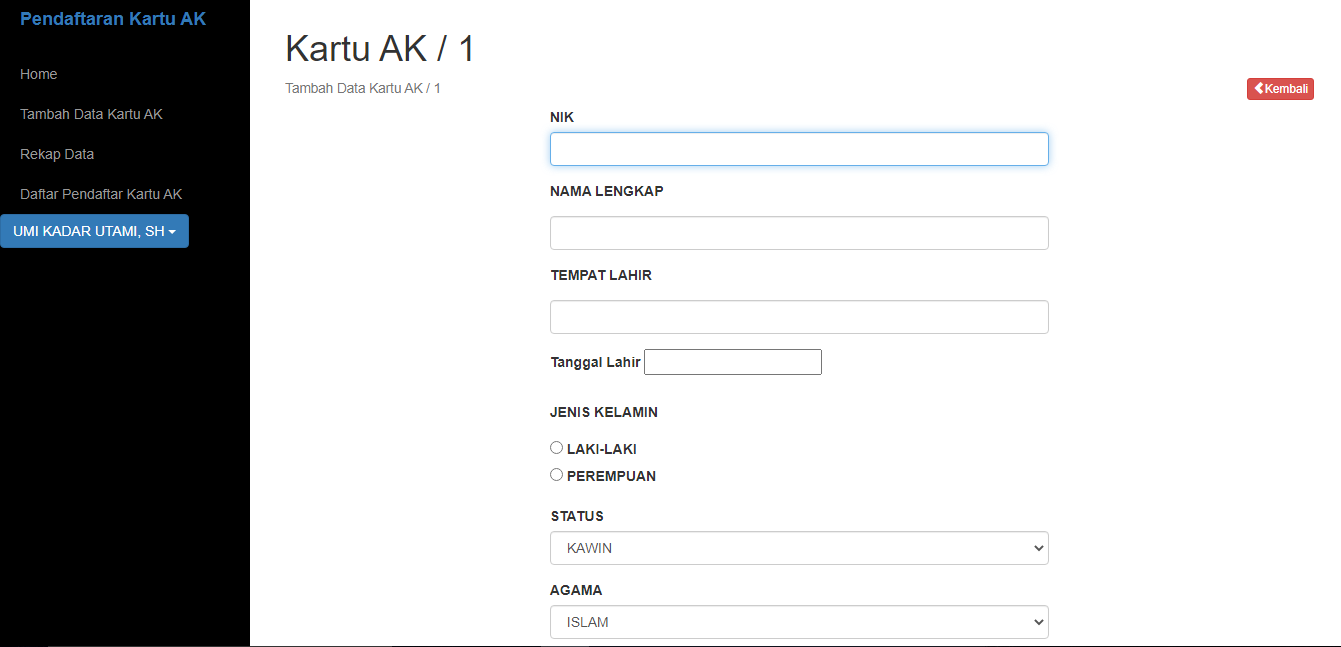 Pendaftaran Kartu AK
Home
Tambah Data Kartu AK
Rekap Data
Daftar Pendaftar Kartu AK
UMI KADAR UTAMI, SH
Kartu AK / 1
Tambah Data Kartu AK / 1
Kembali
NIK
NAMA LENGKAP
TEMPAT LAHIR
Tanggal Lahir
JENIS KELAMIN
LAKI-LAKI
PEREMPUAN
STATUS
KAWIN
AGAMA
ISLAM